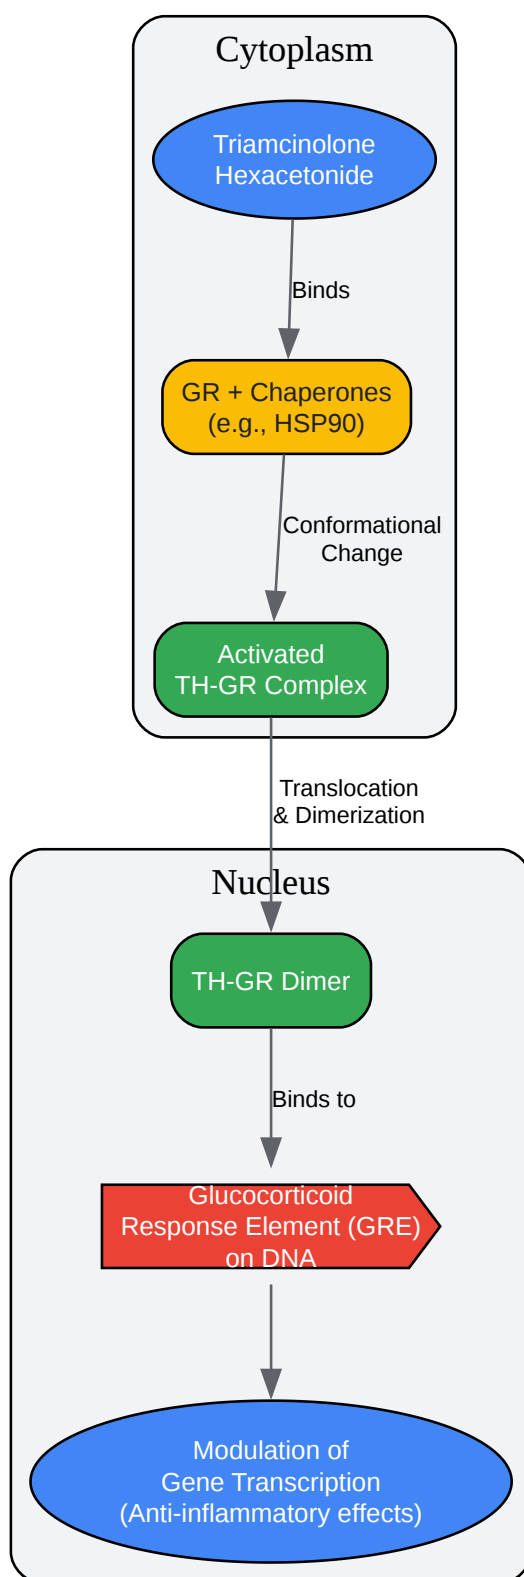 Cytoplasm
Triamcinolone
Hexacetonide
Binds
GR + Chaperones
(e.g., HSP90)
Conformational
Change
Activated
TH-GR Complex
Translocation
& Dimerization
Nucleus
TH-GR Dimer
Binds to
Glucocorticoid
Response Element (GRE)
on DNA
Modulation of
Gene Transcription
(Anti-inflammatory effects)